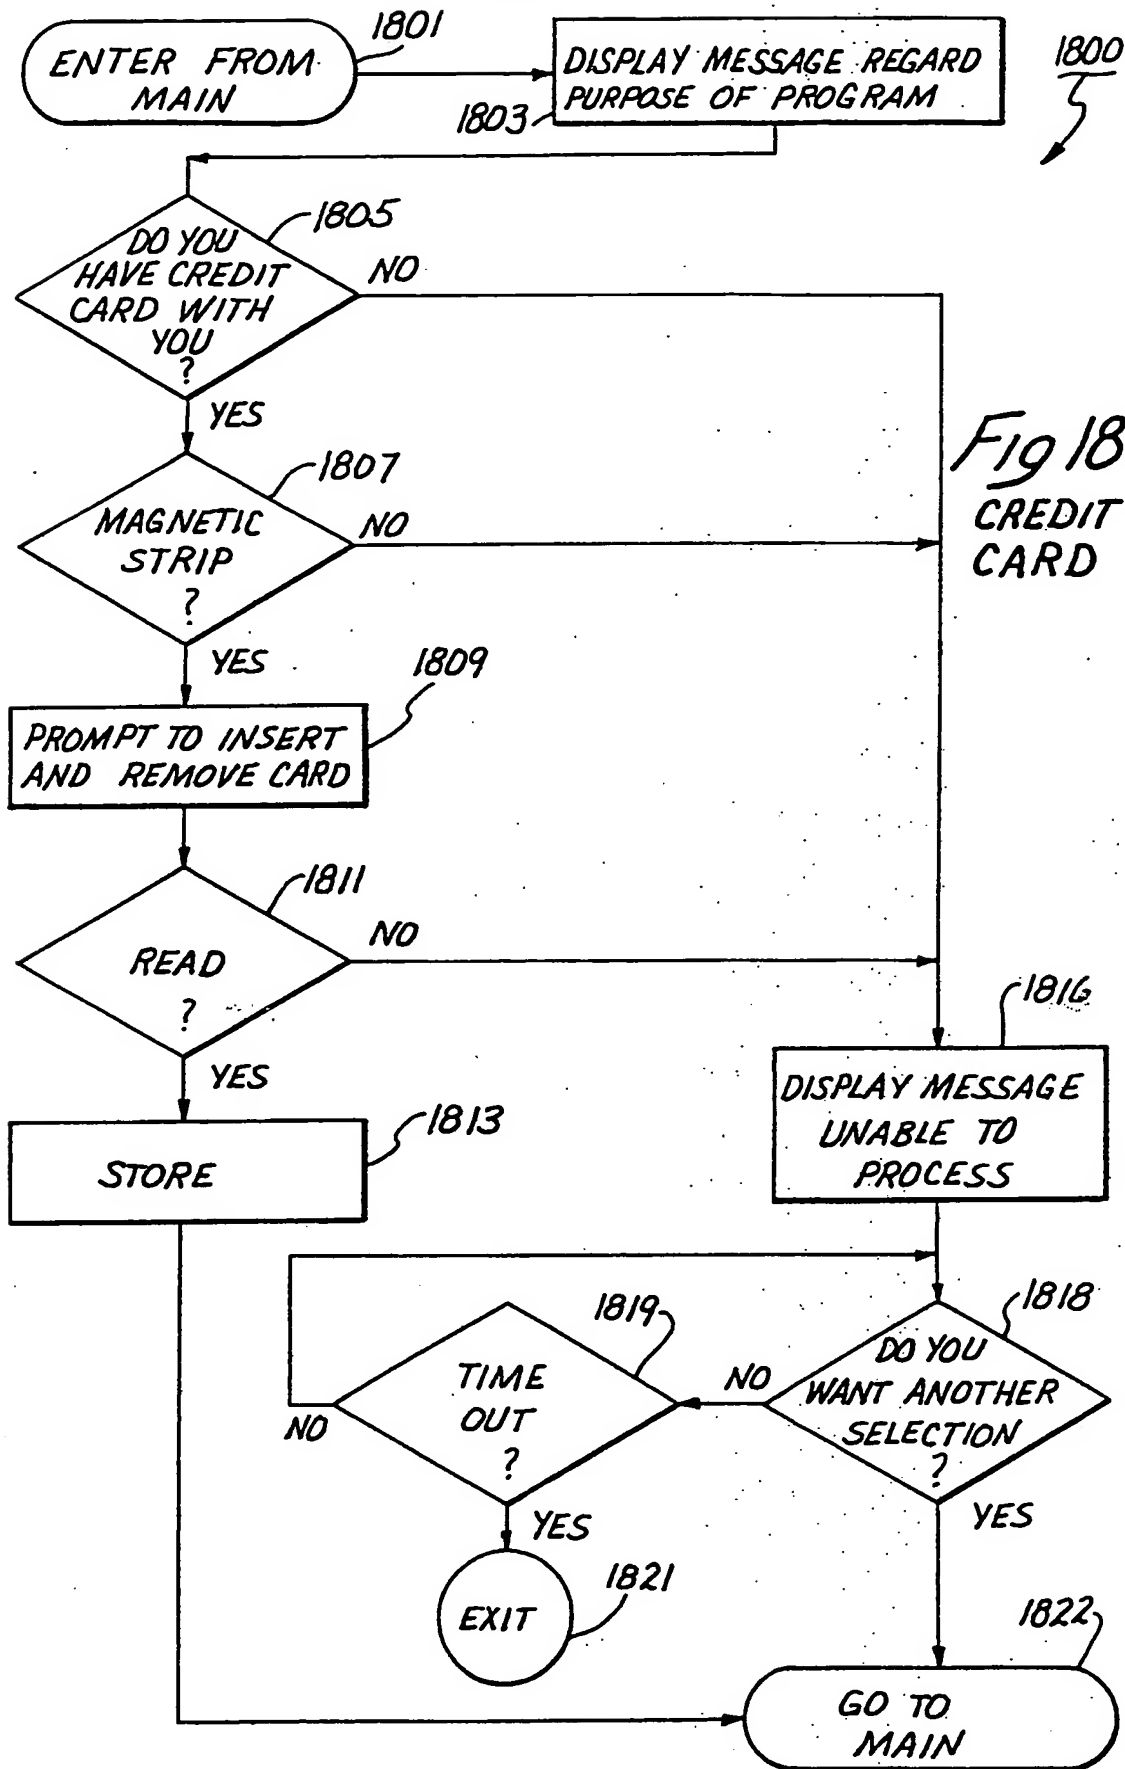 1801
ENTER FROM
MAIN
DISPLAY MESSAGE REGARD
PURPOSE OF PROGRAM
1803
1800
1805
DO YOU
HAVE CREDIT
CARD WITH
YOU
?
NO
YES
Fig 18
CREDIT
CARD
1807
MAGNETIC
STRIP
?
NO
YES
1809
PROMPT TO INSERT
AND REMOVE CARD
1811
READ
?
NO
YES
1813
STORE
1816
DISPLAY MESSAGE
UNABLE TO
PROCESS
1818
DO YOU
WANT ANOTHER
SELECTION
?
NO
YES
1819
TIME
OUT
?
NO
YES
1821
EXIT
1822
GO TO
MAIN